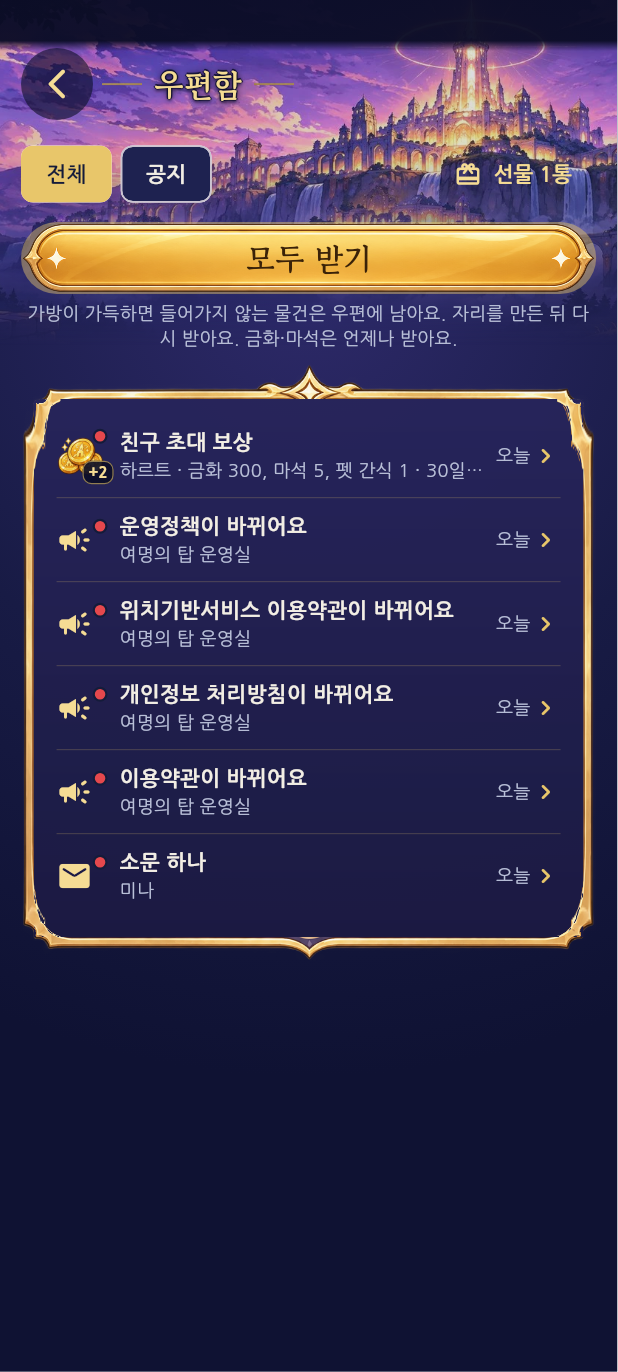 우편함
전체
공지
선물 1통
모두 받기
가방이 가득하면 들어가지 않는 물건은 우편에 남아요. 자리를 만든 뒤 다
시 받아요. 금화·마석은 언제나 받아요.
친구 초대 보상
+2
하르트 · 금화 300, 마석 5, 펫 간식 1 · 30일…
오늘
운영정책이 바뀌어요
여명의 탑 운영실
오늘
위치기반서비스 이용약관이 바뀌어요
여명의 탑 운영실
오늘
개인정보 처리방침이 바뀌어요
여명의 탑 운영실
오늘
이용약관이 바뀌어요
여명의 탑 운영실
오늘
소문 하나
미나
오늘